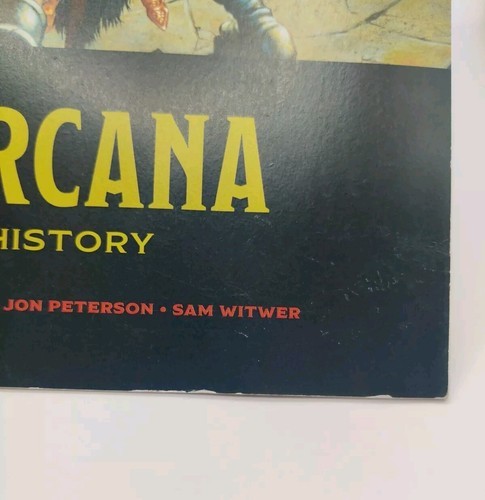 RCANA
HISTORY
JON PETERSON • SAM WITWER